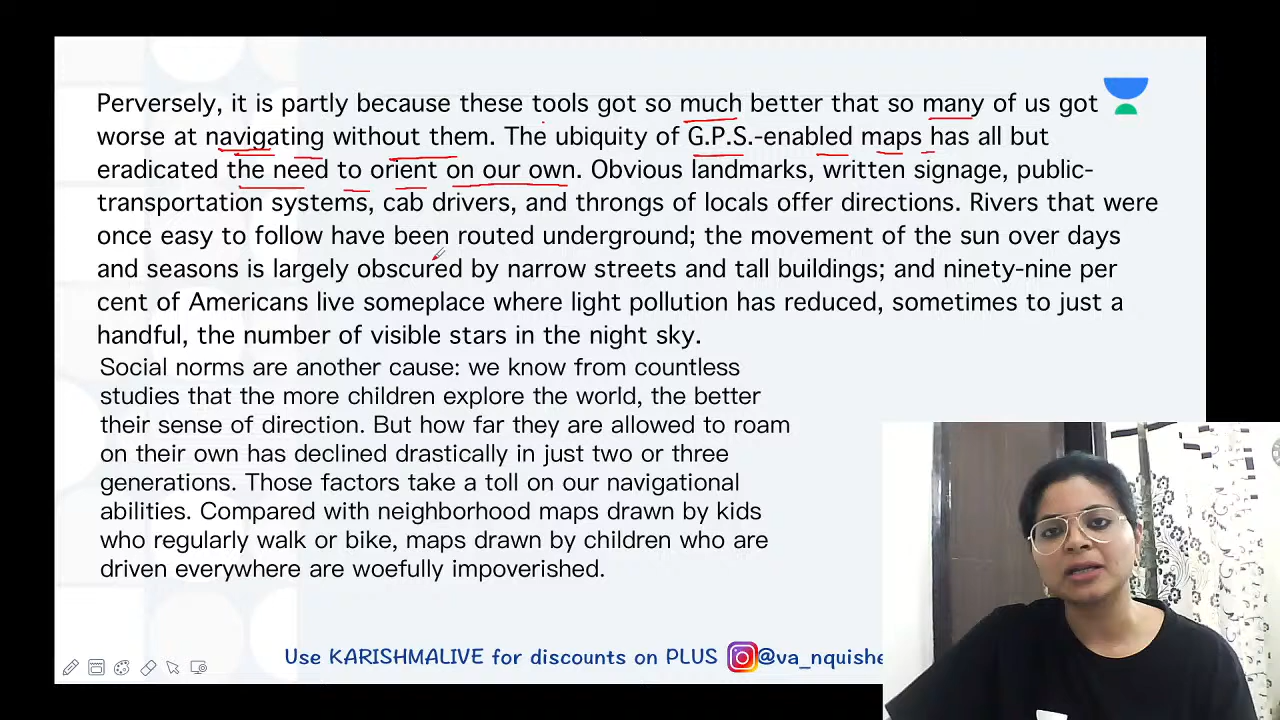 Perversely, it is partly because these tools got so much better that so many of us got
worse at navigating without them. The ubiquity of G.P.S.-enabled maps has all but
eradicated the need to orient on our own. Obvious landmarks, written signage, public-
transportation systems, cab drivers, and throngs of locals offer directions. Rivers that were
once easy to follow have been routed underground; the movement of the sun over days
and seasons is largely obscured by narrow streets and tall buildings; and ninety-nine per
cent of Americans live someplace where light pollution has reduced, sometimes to just a
handful, the number of visible stars in the night sky.
Social norms are another cause: we know from countless
studies that the more children explore the world, the better
their sense of direction. But how far they are allowed to roam
on their own has declined drastically in just two or three
generations. Those factors take a toll on our navigational
abilities. Compared with neighborhood maps drawn by kids
who regularly walk or bike, maps drawn by children who are
driven everywhere are woefully impoverished.
Use KARISHMALIVE for discounts on PLUS @va_nquishe